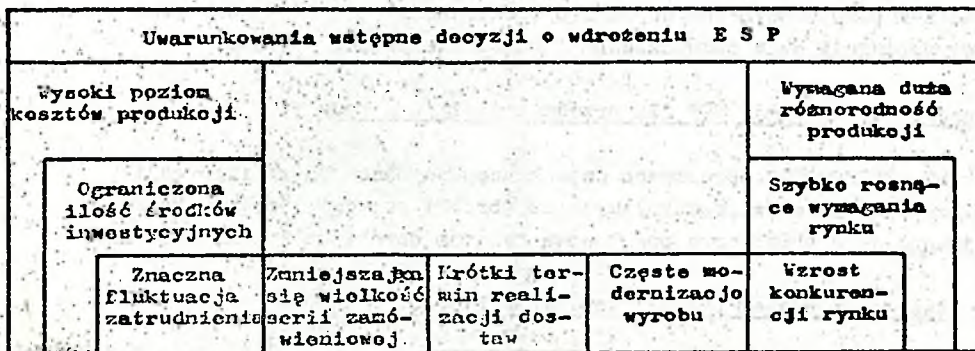 Uwarunkowania wstępne decyzji o wdrożeniu E S P
Wysoki poziom
kosztów produkcji
Wymagana duża
różnorodność
produkcji
Ograniczona
ilość środków
inwestycyjnych
Szybko rosną-
ce wymagania
rynku
Znaczna
fluktuacja
zatrudnienia
Zmniejszająca
się wielkość
serii zamó-
wieniowej
Krótki ter-
min reali-
zacji dos-
taw
Częste mo-
dernizacje
wyrobu
Wzrost
konkuren-
cji rynku